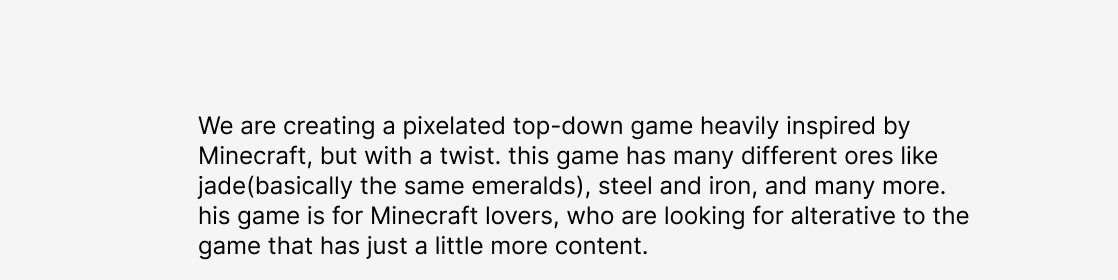 We are creating a pixelated top-down game heavily inspired by
Minecraft, but with a twist. this game has many different ores like
jade(basically the same emeralds), steel and iron, and many more.
his game is for Minecraft lovers, who are looking for alterative to the
game that has just a little more content.